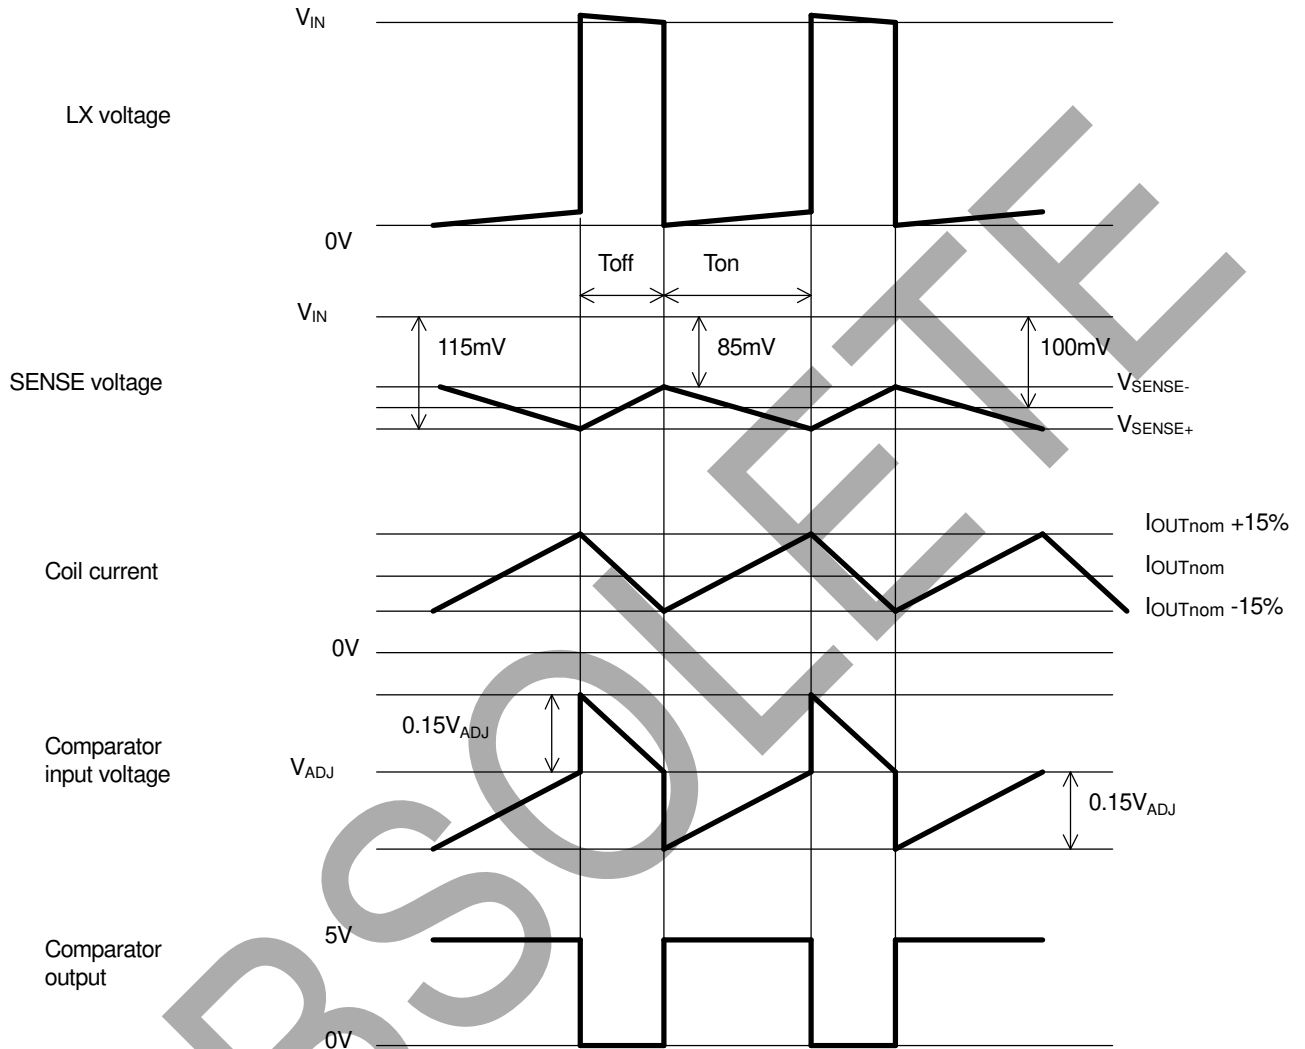 VIN
LX voltage
0V
Toff
Ton
VIN
115mV
85mV
100mV
SENSE voltage
VSENSE-
VSENSE+
IOUTnom +15%
Coil current
IOUTnom
IOUTnom -15%
0V
0.15VADJ
Comparator
input voltage
VADJ
0.15VADJ
5V
Comparator
output
0V
BSOLETE